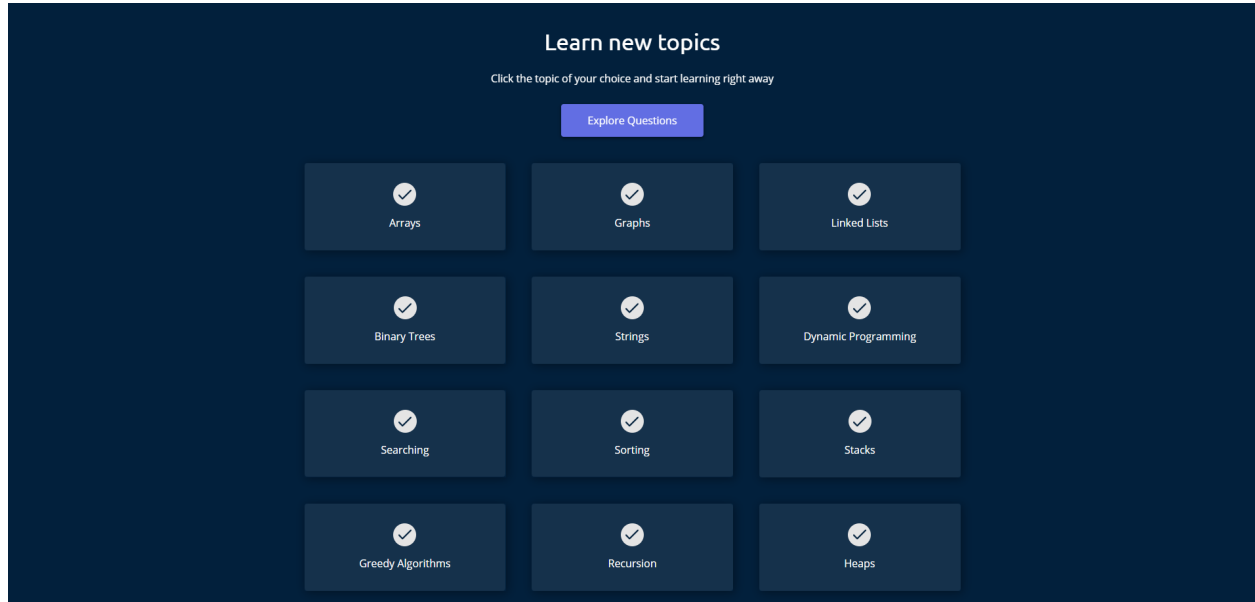 Learn new topics
Click the topic of your choice and start learning right away
Explore Questions
Arrays
Graphs
Linked Lists
Binary Trees
Strings
Dynamic Programming
Searching
Sorting
Stacks
Greedy Algorithms
Recursion
Heaps